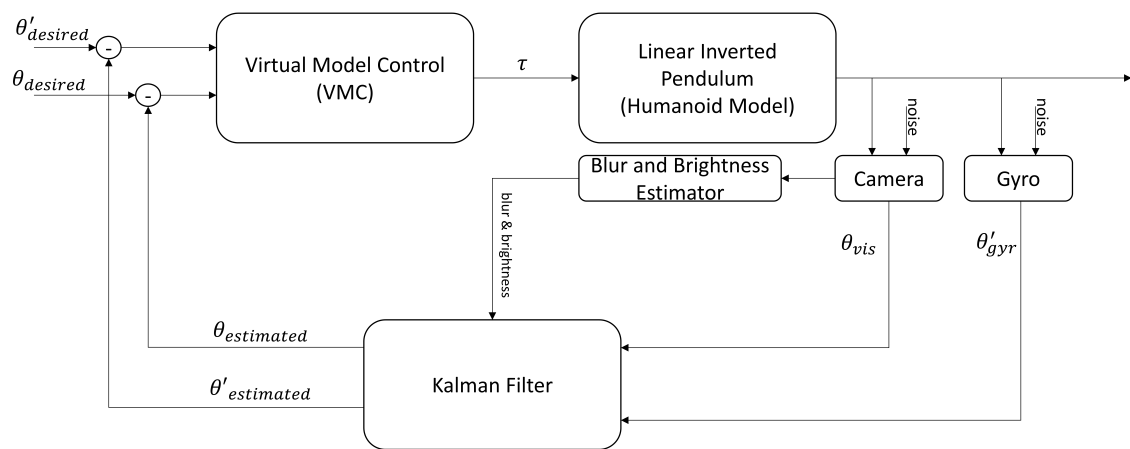 θ′desired
-
θdesired
-
Virtual Model Control
(VMC)
τ
Linear Inverted
Pendulum
(Humanoid Model)
noise
noise
Blur and Brightness
Estimator
Camera
Gyro
blur & brightness
θvis
θ′gyr
θestimated
θ′estimated
Kalman Filter